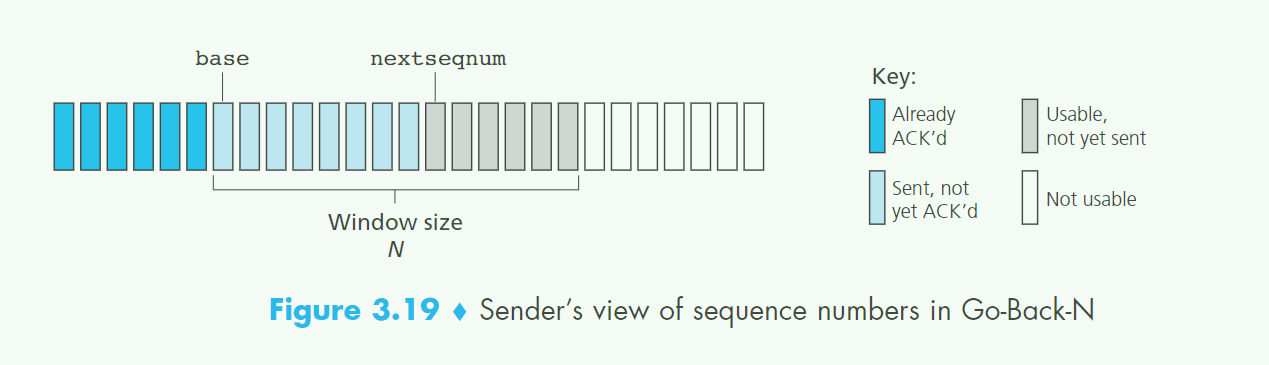 base
nextseqnum
Window size
N
Key:
Already
ACK’d
Usable,
not yet sent
Sent, not
yet ACK’d
Not usable
Figure 3.19 ♦ Sender’s view of sequence numbers in Go-Back-N